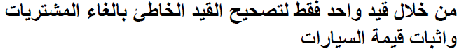 من خلال قيد واحد فقط لتصحيح القيد الخاطئ بالغاء المشتريات
واثبات قيمة السيارات